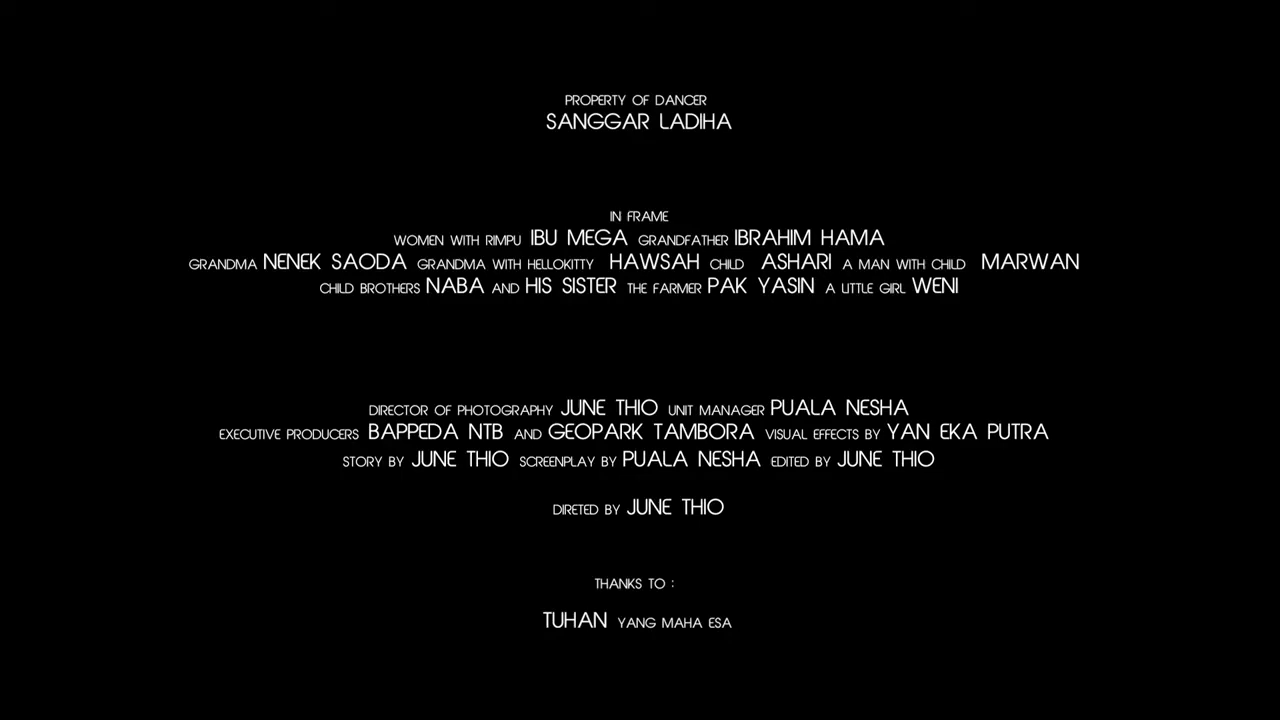 PROPERTY OF DANCER
SANGGAR LADIHA
IN FRAME
WOMEN WITH RIMPU IBU MEGA GRANDFATHER IBRAHIM HAMA
GRANDMA NENEK SAODA GRANDMA WITH HELLOKITTY HAWSAH CHILD ASHARI A MAN WITH CHILD MARWAN
CHILD BROTHERS NABA AND HIS SISTER THE FARMER PAK YASIN A LITTLE GIRL WENI
DIRECTOR OF PHOTOGRAPHY JUNE THIO UNIT MANAGER PUALA NESHA
EXECUTIVE PRODUCERS BAPPEDA NTB AND GEOPARK TAMBORA VISUAL EFFECTS BY YAN EKA PUTRA
STORY BY JUNE THIO SCREENPLAY BY PUALA NESHA EDITED BY JUNE THIO
DIRETED BY JUNE THIO
THANKS TO :
TUHAN YANG MAHA ESA